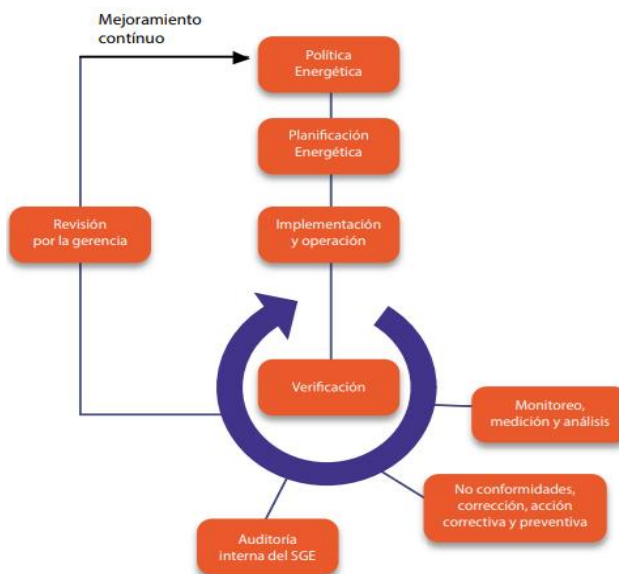 Mejoramiento
contínuo
Política
Energética
Planificación
Energética
Revisión
por la gerencia
Implementación
y operación
Verificación
Monitoreo,
medición y análisis
No conformidades,
corrección, acción
correctiva y preventiva
Auditoría
interna del SGE